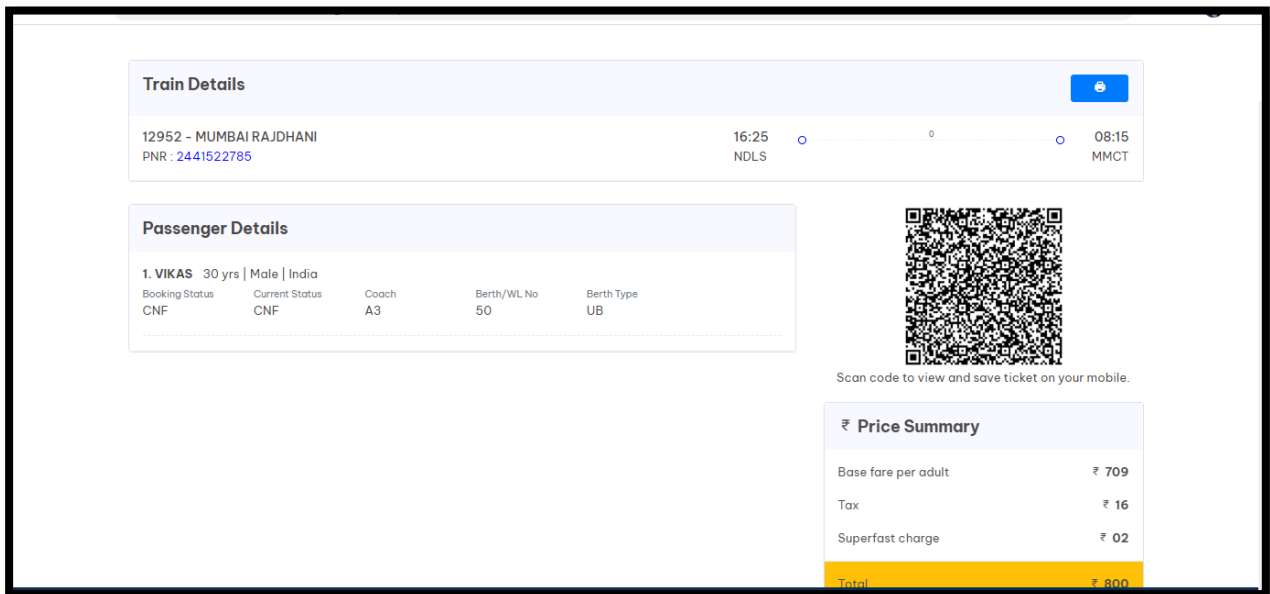 Train Details
12952 - MUMBAI RAJDHANI
PNR : 2441522785
16:25
NDLS
0
08:15
MMCT
Passenger Details
1. VIKAS 30 yrs | Male | India
Booking Status Current Status Coach Berth/WL No Berth Type
CNF CNF A3 50 UB
Scan code to view and save ticket on your mobile.
₹ Price Summary
Base fare per adult ₹ 709
Tax ₹ 16
Superfast charge ₹ 02
Total ₹ 800